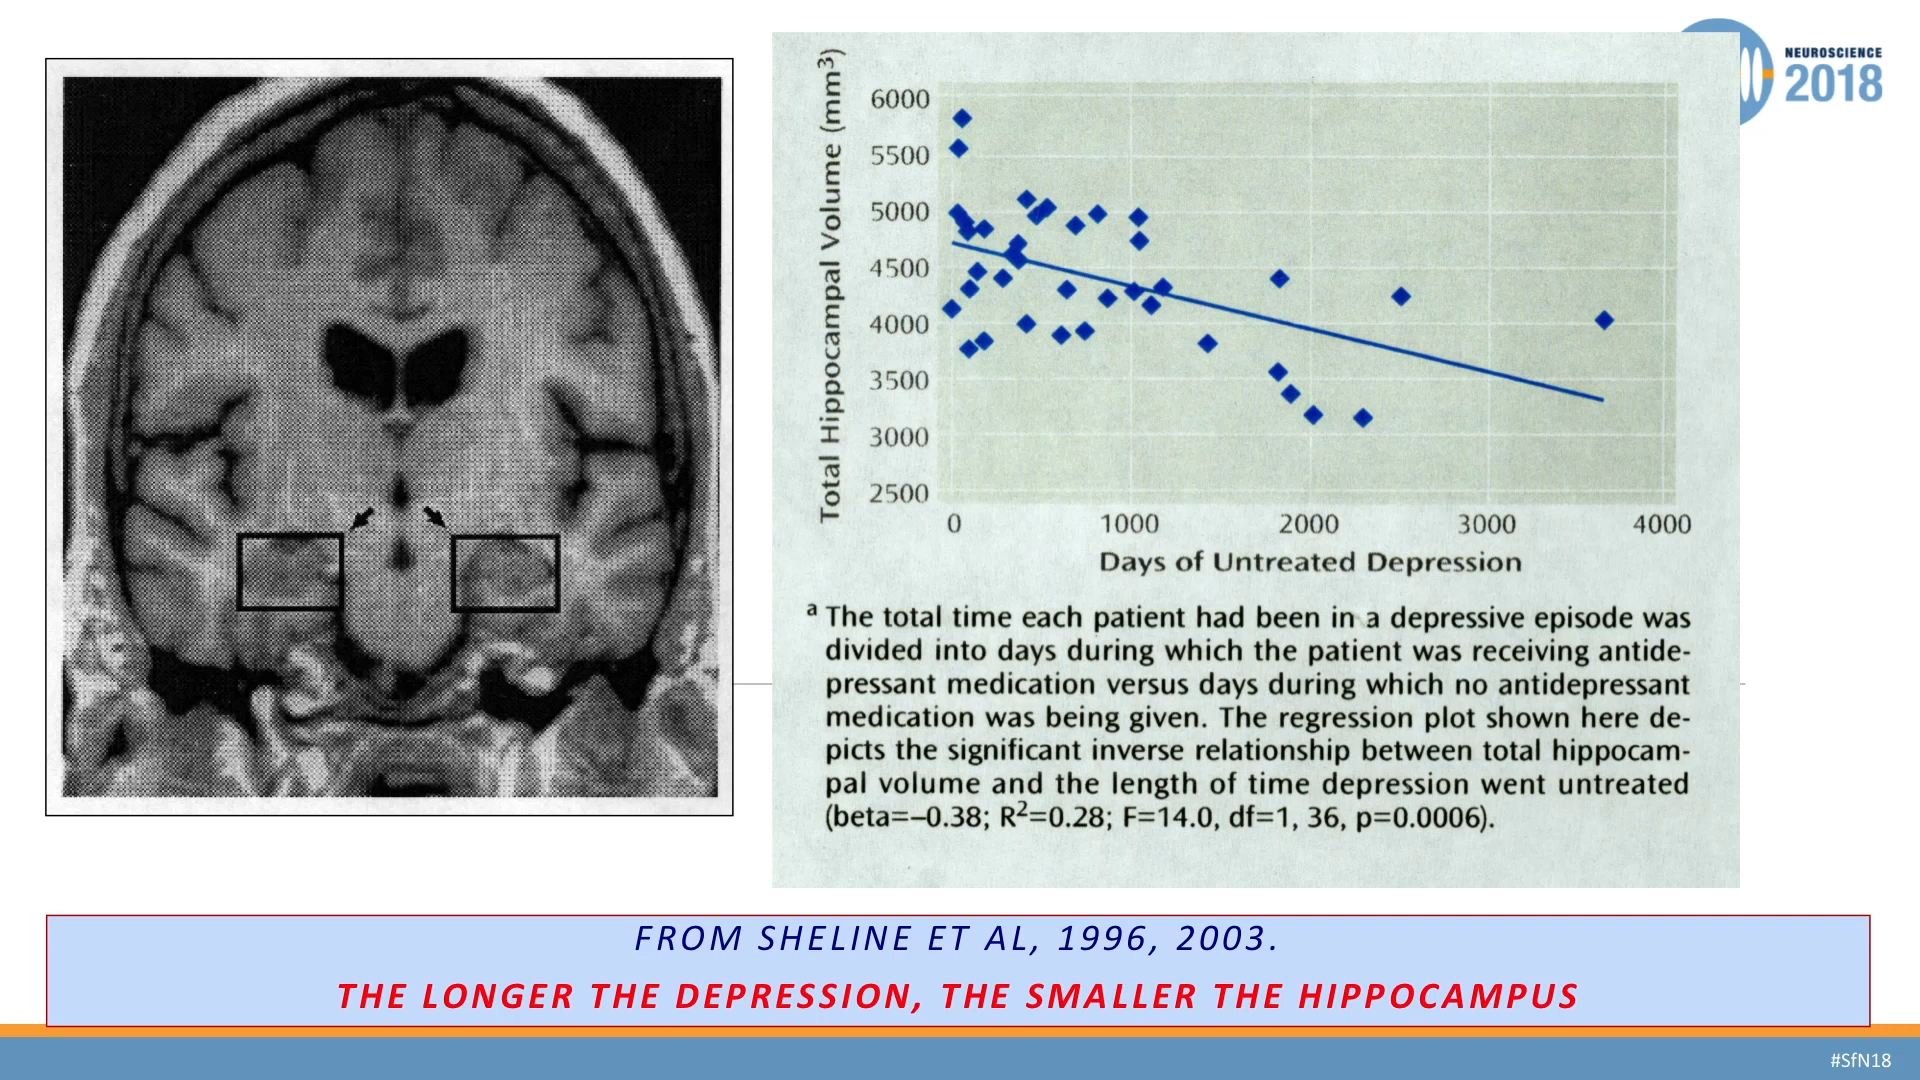 NEUROSCIENCE
2018
Total Hippocampal Volume (mm³)
6000
5500
5000
4500
4000
3500
3000
2500
0 1000 2000 3000 4000
Days of Untreated Depression
a The total time each patient had been in a depressive episode was
divided into days during which the patient was receiving antide-
pressant medication versus days during which no antidepressant
medication was being given. The regression plot shown here de-
picts the significant inverse relationship between total hippocam-
pal volume and the length of time depression went untreated
(beta=–0.38; R²=0.28; F=14.0, df=1, 36, p=0.0006).
FROM SHELINE ET AL, 1996, 2003.
THE LONGER THE DEPRESSION, THE SMALLER THE HIPPOCAMPUS
#SfN18